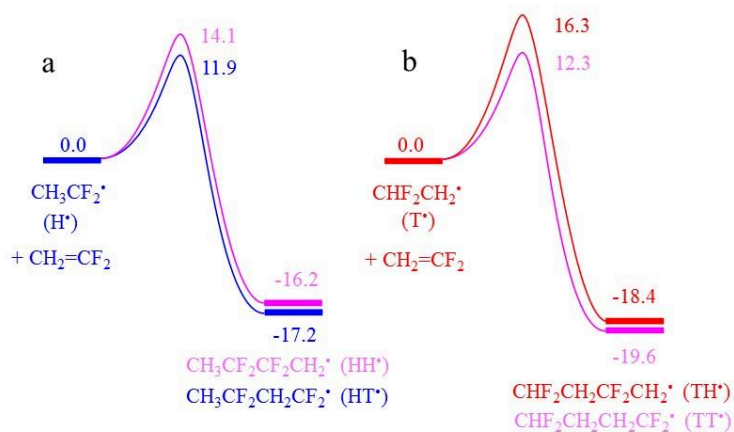 a
14.1
11.9
0.0
CH₃CF₂•
(H•)
+ CH₂=CF₂
-16.2
-17.2
CH₃CF₂CF₂CH₂• (HH•)
CH₃CF₂CH₂CF₂• (HT•)
b
16.3
12.3
0.0
CHF₂CH₂•
(T•)
+ CH₂=CF₂
-18.4
-19.6
CHF₂CH₂CF₂CH₂• (TH•)
CHF₂CH₂CH₂CF₂• (TT•)